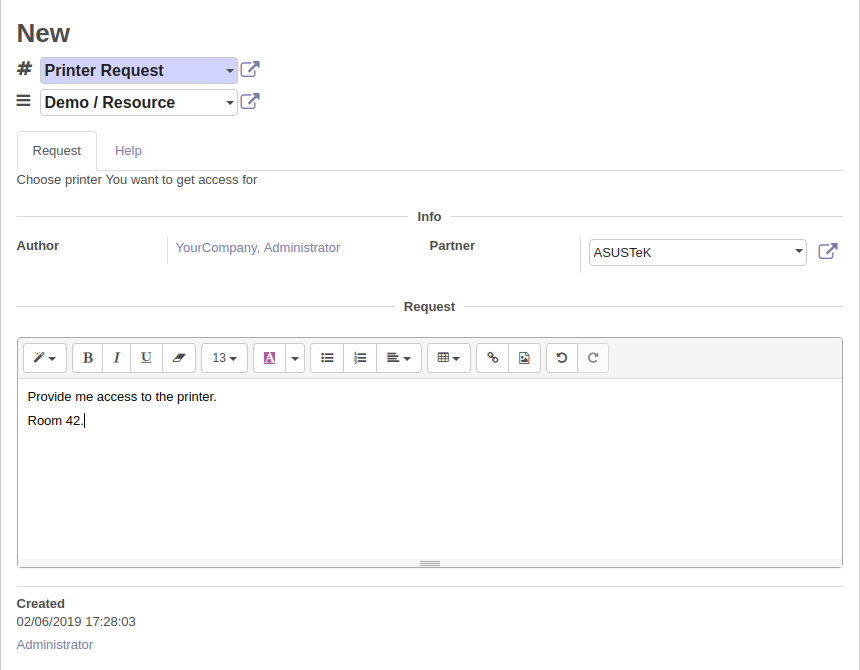 New
# Printer Request
Demo / Resource
Request Help
Choose printer You want to get access for
Info
Author YourCompany, Administrator Partner ASUSTeK
Request
B I U 13 A
Provide me access to the printer.
Room 42.
Created
02/06/2019 17:28:03
Administrator